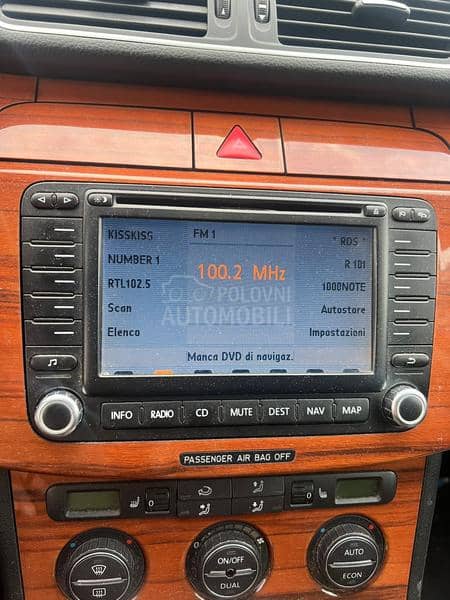 KISSKISS
FM 1
" RDS "
NUMBER 1
100.2 MHz
R 101
RTL102.5
1000NOTE
POLOVNI
AUTOMOBILI
Scan
Autostore
Elenco
Impostazioni
Manca DVD di navigaz.
INFO RADIO CD MUTE DEST NAV MAP
PASSENGER AIR BAG OFF
0
0
ON/OFF
DUAL
AUTO
ECON